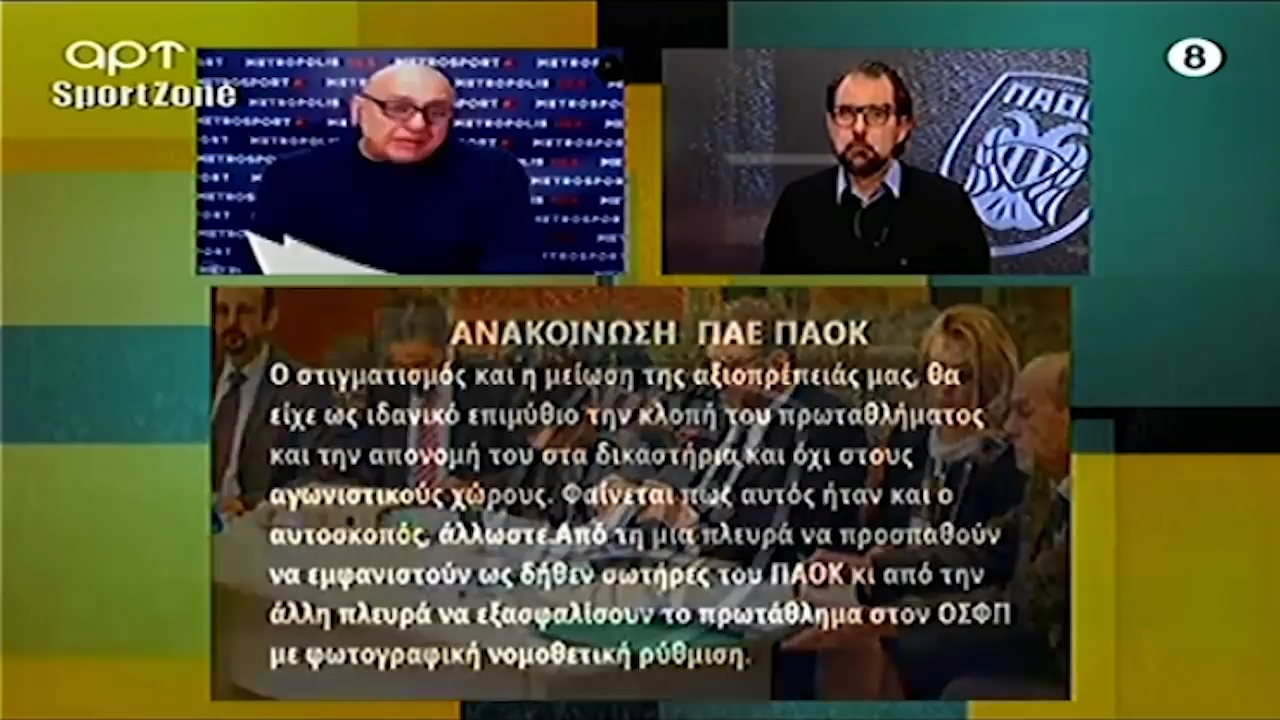 αρτ
SportZone
8
METROPOLIS METROSPORT
ΠΑΟΚ
ΑΝΑΚΟΙΝΩΣΗ ΠΑΕ ΠΑΟΚ
Ο στιγματισμός και η μείωση της αξιοπρέπειάς μας, θα
είχε ως ιδανικό επιμύθιο την κλοπή του πρωταθλήματος
και την απονομή του στα δικαστήρια και όχι στους
αγωνιστικούς χώρους. Φαίνεται πως αυτός ήταν και ο
αυτοσκοπός, άλλωστε.Από τη μια πλευρά να προσπαθούν
να εμφανιστούν ως δήθεν σωτήρες του ΠΑΟΚ κι από την
άλλη πλευρά να εξασφαλίσουν το πρωτάθλημα στον ΟΣΦΠ
με φωτογραφική νομοθετική ρύθμιση.